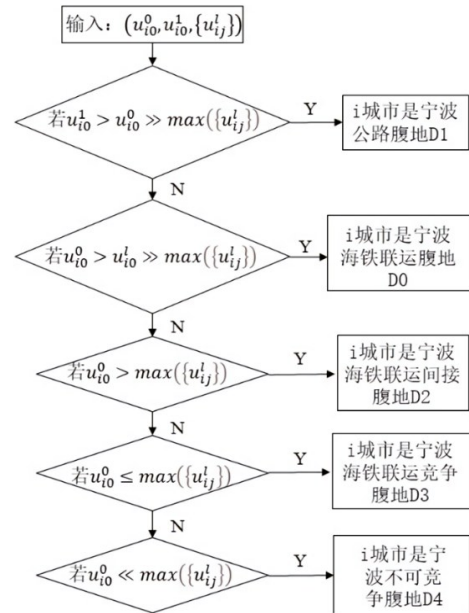 输入：(u_{i0}^0, u_{i0}^1, {u_{ij}^l})
若u_{i0}^1 > u_{i0}^0 ≫ max({u_{ij}^l})
Y
i城市是宁波
公路腹地D1
N
若u_{i0}^0 > u_{i0}^l ≫ max({u_{ij}^l})
Y
i城市是宁波
海铁联运腹地
D0
N
若u_{i0}^0 > max({u_{ij}^l})
Y
i城市是宁波
海铁联运间接
腹地D2
N
若u_{i0}^0 ≤ max({u_{ij}^l})
Y
i城市是宁波
海铁联运竞争
腹地D3
N
若u_{i0}^0 ≪ max({u_{ij}^l})
Y
i城市是宁
波不可竞
争腹地D4